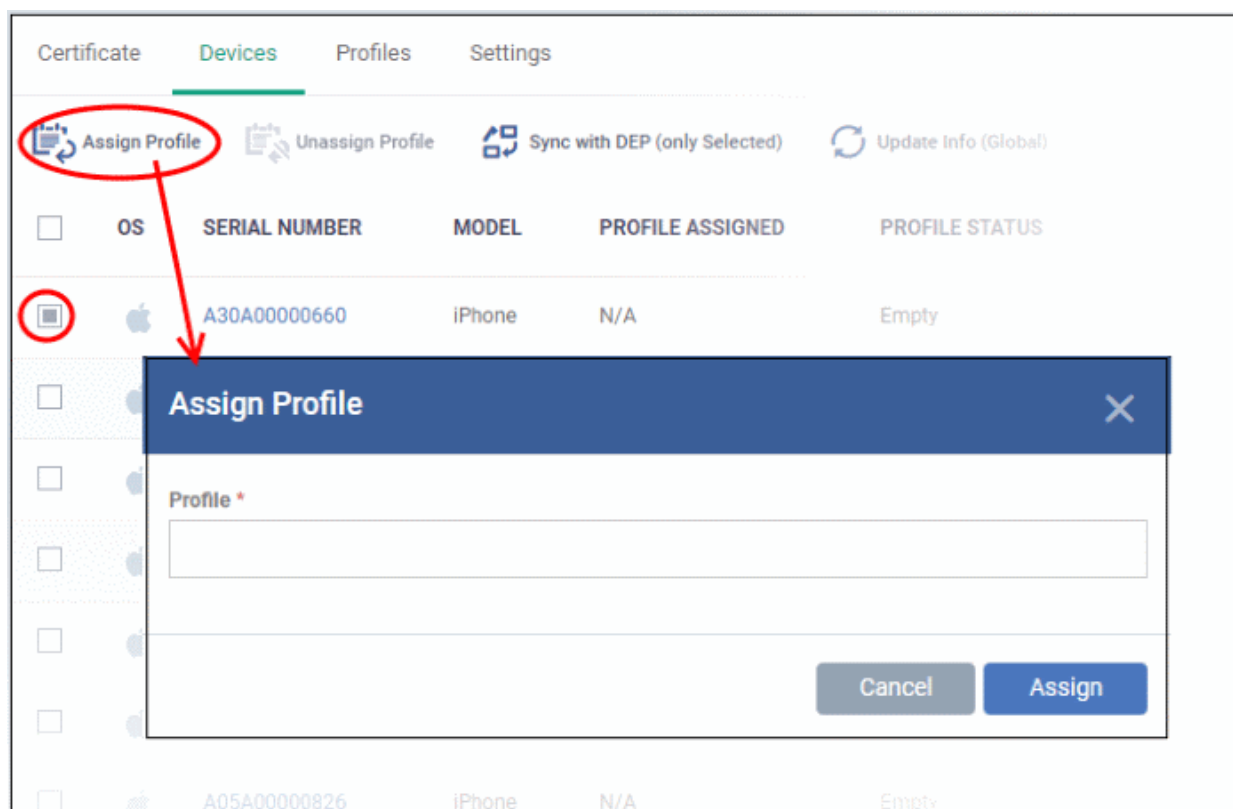 Certificate Devices Profiles Settings
Assign Profile Unassign Profile Sync with DEP (only Selected) Update Info (Global)
OS SERIAL NUMBER MODEL PROFILE ASSIGNED PROFILE STATUS
A30A00000660 iPhone N/A Empty
Assign Profile
Profile *
Cancel Assign
A05A00000826 iPhone N/A Empty